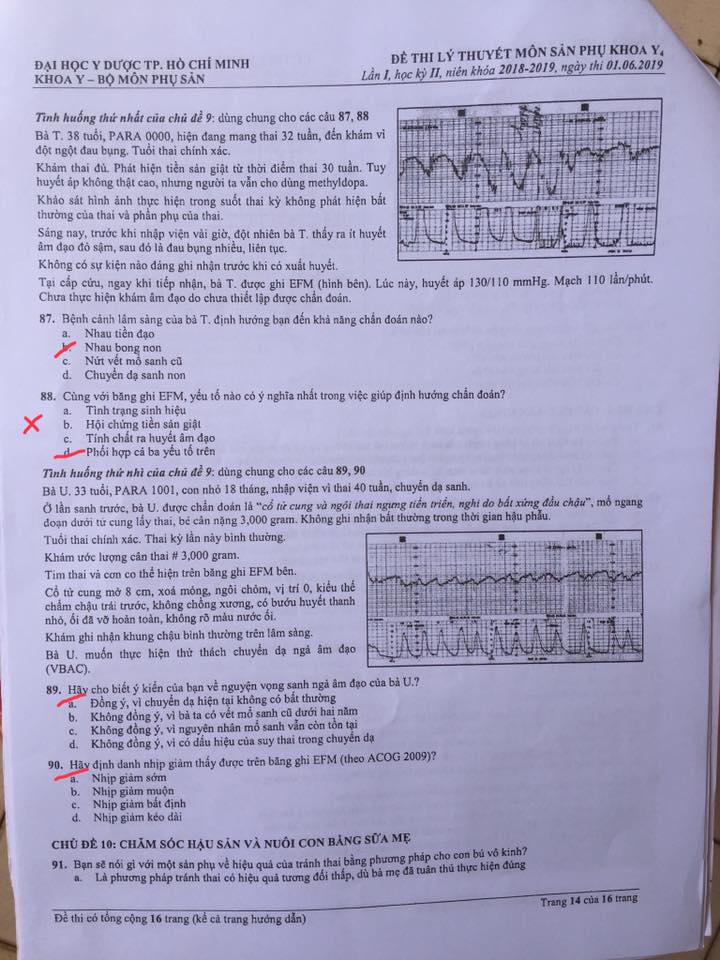 ĐẠI HỌC Y DƯỢC TP. HỒ CHÍ MINH
KHOA Y – BỘ MÔN PHỤ SẢN
ĐỀ THI LÝ THUYẾT MÔN SẢN PHỤ KHOA Y4
Lần I, học kỳ II, niên khóa 2018-2019, ngày thi 01.06.2019
Tình huống thứ nhất của chủ đề 9: dùng chung cho các câu 87, 88
Bà T. 38 tuổi, PARA 0000, hiện đang mang thai 32 tuần, đến khám vì
đột ngột đau bụng. Tuổi thai chính xác.
Khám thai đủ. Phát hiện tiền sản giật từ thời điểm thai 30 tuần. Tuy
huyết áp không thật cao, nhưng người ta vẫn cho dùng methyldopa.
Khảo sát hình ảnh thực hiện trong suốt thai kỳ không phát hiện bất
thường của thai và phần phụ của thai.
Sáng nay, trước khi nhập viện vài giờ, đột nhiên bà T. thấy ra ít huyết
âm đạo đỏ sậm, sau đó là đau bụng nhiều, liên tục.
Không có sự kiện nào đáng ghi nhận trước khi có xuất huyết.
Tại cấp cứu, ngay khi tiếp nhận, bà T. được ghi EFM (hình bên). Lúc này, huyết áp 130/110 mmHg. Mạch 110 lần/phút.
Chưa thực hiện khám âm đạo do chưa thiết lập được chẩn đoán.
87. Bệnh cảnh lâm sàng của bà T. định hướng bạn đến khả năng chẩn đoán nào?
a. Nhau tiền đạo
b. Nhau bong non
c. Nứt vết mổ sanh cũ
d. Chuyển dạ sanh non
88. Cùng với băng ghi EFM, yếu tố nào có ý nghĩa nhất trong việc giúp định hướng chẩn đoán?
a. Tình trạng sinh hiệu
b. Hội chứng tiền sản giật
c. Tính chất ra huyết âm đạo
d. Phối hợp cả ba yếu tố trên
Tình huống thứ nhì của chủ đề 9: dùng chung cho các câu 89, 90
Bà U. 33 tuổi, PARA 1001, con nhỏ 18 tháng, nhập viện vì thai 40 tuần, chuyển dạ sanh.
Ở lần sanh trước, bà U. được chẩn đoán là “cổ tử cung và ngôi thai ngưng tiến triển, nghi do bất xứng đầu chậu”, mổ ngang
đoạn dưới tử cung lấy thai, bé cân nặng 3,000 gram. Không ghi nhận bất thường trong thời gian hậu phẫu.
Tuổi thai chính xác. Thai kỳ lần này bình thường.
Khám ước lượng cân thai # 3,000 gram.
Tim thai và cơn co thể hiện trên băng ghi EFM bên.
Cổ tử cung mở 8 cm, xoá mỏng, ngôi chỏm, vị trí 0, kiểu thế
chẩm chậu trái trước, không chồng xương, có bướu huyết thanh
nhỏ, ối đã vỡ hoàn toàn, không rõ màu nước ối.
Khám ghi nhận khung chậu bình thường trên lâm sàng.
Bà U. muốn thực hiện thử thách chuyển dạ ngả âm đạo
(VBAC).
89. Hãy cho biết ý kiến của bạn về nguyện vọng sanh ngả âm đạo của bà U.?
a. Đồng ý, vì chuyển dạ hiện tại không có bất thường
b. Không đồng ý, vì bà ta có vết mổ sanh cũ dưới hai năm
c. Không đồng ý, vì nguyên nhân mổ sanh vẫn còn tồn tại
d. Không đồng ý, vì có dấu hiệu của suy thai trong chuyển dạ
90. Hãy định danh nhịp giảm thấy được trên băng ghi EFM (theo ACOG 2009)?
a. Nhịp giảm sớm
b. Nhịp giảm muộn
c. Nhịp giảm bất định
d. Nhịp giảm kéo dài
CHỦ ĐỀ 10: CHĂM SÓC HẬU SẢN VÀ NUÔI CON BẰNG SỮA MẸ
91. Bạn sẽ nói gì với một sản phụ về hiệu quả của tránh thai bằng phương pháp cho con bú vô kinh?
a. Là phương pháp tránh thai có hiệu quả tương đối thấp, dù bà mẹ đã tuân thủ thực hiện đúng
Trang 14 của 16 trang
Đề thi có tổng cộng 16 trang (kể cả trang hướng dẫn)